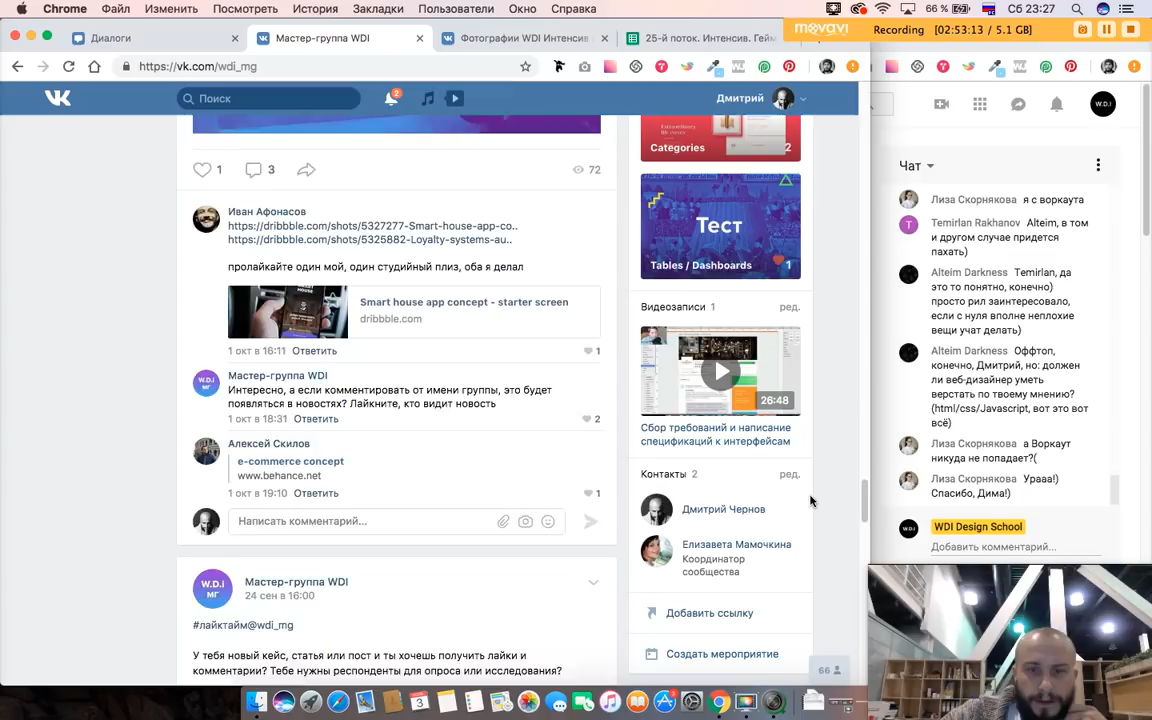 Chrome Файл Изменить Посмотреть История Закладки Пользователи Окно Справка
66 % Сб 23:27
movavi Recording [02:53:13 / 5.1 GB]
Диалоги
Мастер-группа WDI
Фотографии WDI Интенсив
25-й поток. Интенсив. Гейм
https://vk.com/wdi_mg
Поиск
2
Дмитрий
1 3 72
Иван Афонасов
https://dribbble.com/shots/5327277-Smart-house-app-co..
https://dribbble.com/shots/5325882-Loyalty-systems-au..
пролайкайте один мой, один студийный плиз, оба я делал
Smart house app concept - starter screen
dribbble.com
1 окт в 16:11 Ответить 1
Мастер-группа WDI
Интересно, а если комментировать от имени группы, это будет
появляться в новостях? Лайкните, кто видит новость
1 окт в 18:31 Ответить 2
Алексей Скилов
e-commerce concept
www.behance.net
1 окт в 19:10 Ответить 1
Написать комментарий...
W.D.i
МГ
Мастер-группа WDI
24 сен в 16:00
#лайктайм@wdi_mg
У тебя новый кейс, статья или пост и ты хочешь получить лайки и
комментарии? Тебе нужны респонденты для опроса или исследования?
Categories 2
Тест
Tables / Dashboards 1
Видеозаписи 1 ред.
26:48
Сбор требований и написание
спецификаций к интерфейсам
Контакты 2 ред.
Дмитрий Чернов
Елизавета Мамочкина
Координатор
сообщества
Добавить ссылку
Создать мероприятие
66
W.D.I
Чат
Лиза Скорнякова я с воркаута
T
Temirlan Rakhanov Alteim, в том
и другом случае придется
пахать)
Alteim Darkness Temirlan, да
это то понятно, конечно)
просто рил заинтересовало,
если с нуля вполне неплохие
вещи учат делать)
Alteim Darkness Оффтоп,
конечно, Дмитрий, но: должен
ли веб-дизайнер уметь
верстать по твоему мнению?
(html/css/Javascript, вот это вот
всё)
Лиза Скорнякова а Воркаут
никуда не попадает?(
Лиза Скорнякова Урааа!)
Спасибо, Дима!)
WDI Design School
Добавить комментарий...
3